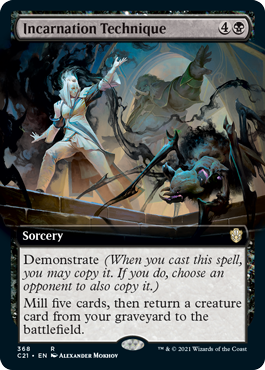 Incarnation Technique 4
Sorcery
Demonstrate (When you cast this spell,
you may copy it. If you do, choose an
opponent to also copy it.)
Mill five cards, then return a creature
card from your graveyard to the
battlefield.
368 R
C21 • EN Alexander Mokhov
™ & © 2021 Wizards of the Coast